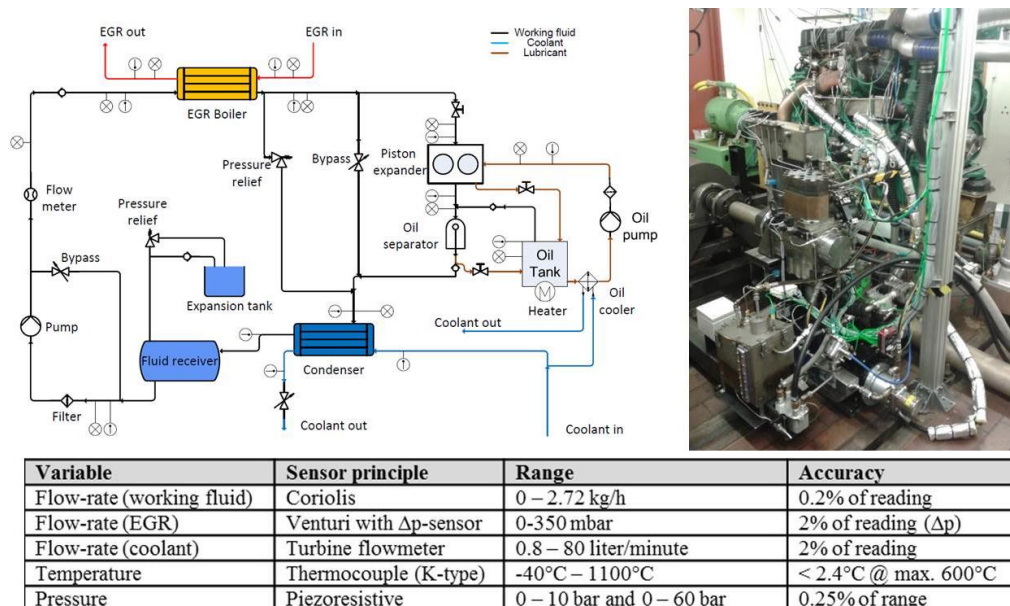 EGR out
EGR in
Working fluid
Coolant
Lubricant
EGR Boiler
Pressure
relief
Bypass
Piston
expander
Flow
meter
Pressure
relief
Oil
separator
Oil
pump
Bypass
Oil
Tank
Expansion tank
M
Heater
Oil
cooler
Pump
Coolant out
Fluid receiver
Condenser
Filter
Coolant out
Coolant in
Variable Sensor principle Range Accuracy
Flow-rate (working fluid) Coriolis 0 – 2.72 kg/h 0.2% of reading
Flow-rate (EGR) Venturi with Δp-sensor 0-350 mbar 2% of reading (Δp)
Flow-rate (coolant) Turbine flowmeter 0.8 – 80 liter/minute 2% of reading
Temperature Thermocouple (K-type) -40°C – 1100°C < 2.4°C @ max. 600°C
Pressure Piezoresistive 0 – 10 bar and 0 – 60 bar 0.25% of range